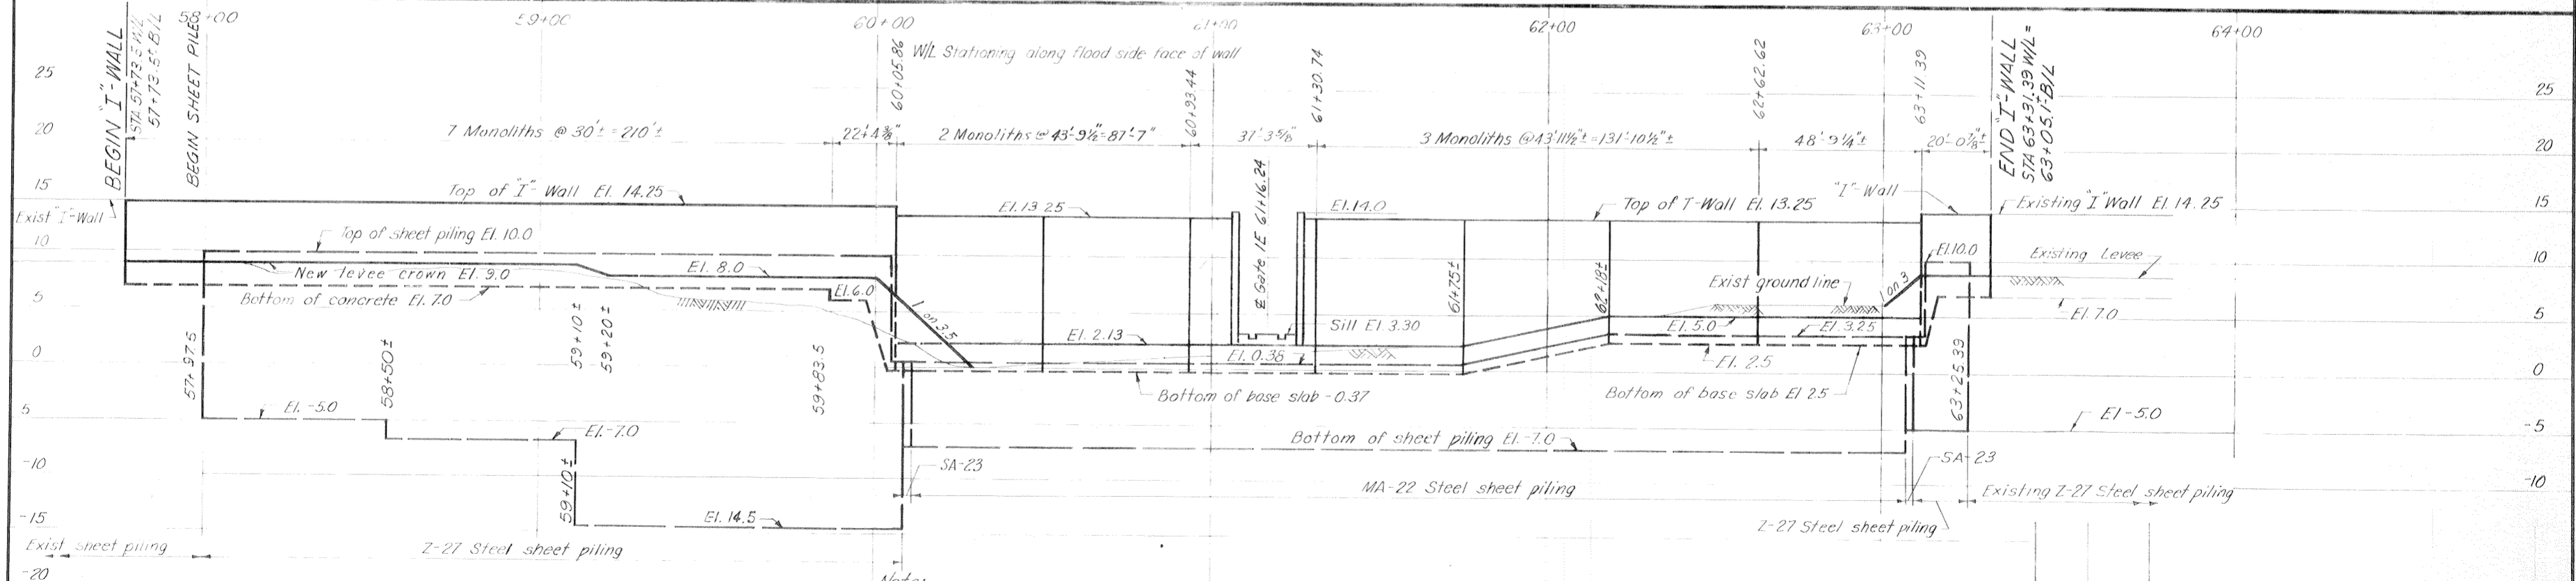 58+00
59+00
60+00
61+00
62+00
63+00
64+00
BEGIN "I"-WALL
STA 57+73.5 W/L
57+73.5± B/L
BEGIN SHEET PILE
60+05.86
W/L Stationing along flood side face of wall
60+93.44
61+30.74
62+62.62
63+11.39
END "I"-WALL
STA 63+31.39 W/L=
63+05.1±B/L
25
20
15
10
5
0
5
-10
-15
-20
25
20
15
10
5
0
-5
-10
7 Monoliths @ 30'± = 210'±
22'-4⅜"
2 Monoliths @ 43'-9½"=87'-7"
37'-3⅝"
3 Monoliths @43'11½"±=131'-10½"±
48'-9¼"±
20'-0⅞"±
Exist "I"-Wall
Top of "I"-Wall El. 14.25
El. 13.25
₵ Gate 1E 61+16.24
El. 14.0
Top of T-Wall El. 13.25
"I"-Wall
Existing "I" Wall El. 14.25
Top of sheet piling El. 10.0
New levee crown El. 9.0
El. 8.0
El. 6.0
Bottom of concrete El. 7.0
1 on 3.5
61+75±
62+18±
Exist ground line
1 on 3
El.10.0
Existing Levee
El. 7.0
Sill El. 3.30
El. 2.13
El. 0.38
El. 5.0
El. 3.25
El. 2.5
57+97.5
58+50±
59+10±
59+20±
59+83.5
63+25.39
Bottom of base slab -0.37
Bottom of base slab El 2.5
El. -5.0
El.-7.0
59+10±
El. 14.5
Bottom of sheet piling El. -7.0
El -5.0
SA-23
SA-23
MA-22 Steel sheet piling
Existing Z-27 Steel sheet piling
Z-27 Steel sheet piling
Exist sheet piling
Z-27 Steel sheet piling